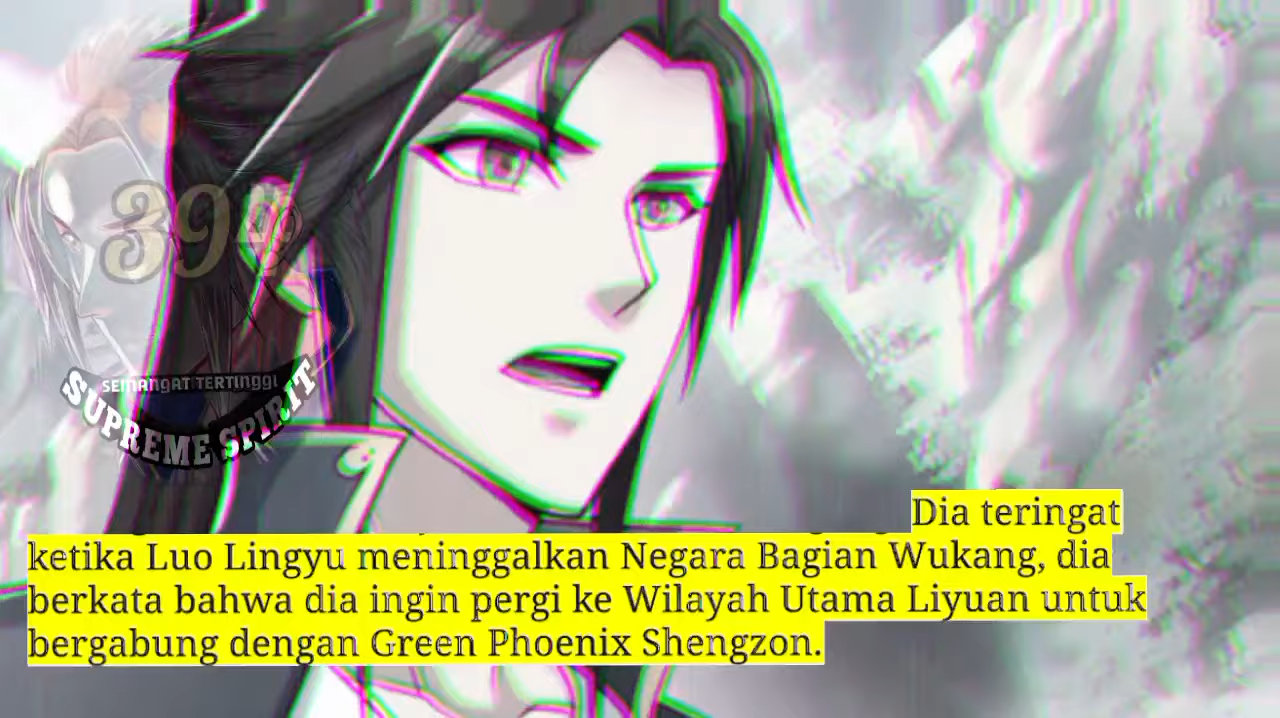 SEMANGAT TERTINGGI
SUPREME SPIRIT
Dia teringat
ketika Luo Lingyu meninggalkan Negara Bagian Wukang, dia
berkata bahwa dia ingin pergi ke Wilayah Utama Liyuan untuk
bergabung dengan Green Phoenix Shengzon.